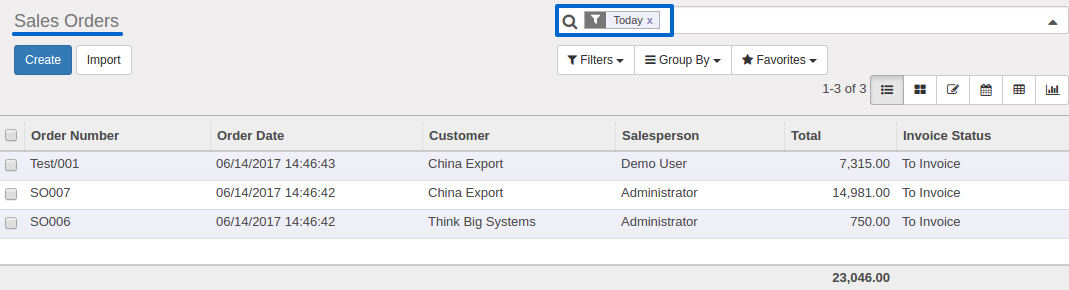 Sales Orders
Today x
Create Import
Filters Group By Favorites
1-3 of 3
Order Number Order Date Customer Salesperson Total Invoice Status
Test/001 06/14/2017 14:46:43 China Export Demo User 7,315.00 To Invoice
SO007 06/14/2017 14:46:42 China Export Administrator 14,981.00 To Invoice
SO006 06/14/2017 14:46:42 Think Big Systems Administrator 750.00 To Invoice
23,046.00